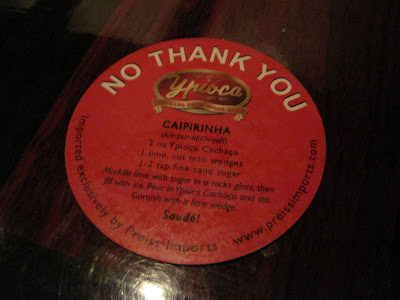 NO THANK YOU
Ypióca
CAIPIRINHA
(kie-pur-REEN-yah)
2 oz Ypióca Cachaça
1 lime, cut into wedges
1-2 tsp fine cane sugar
Muddle lime with sugar in a rocks glass, then
fill with ice. Pour in Ypióca Cachaça and stir.
Garnish with a lime wedge.
Saudé!
Imported exclusively by Preiss Imports · www.preissimports.com